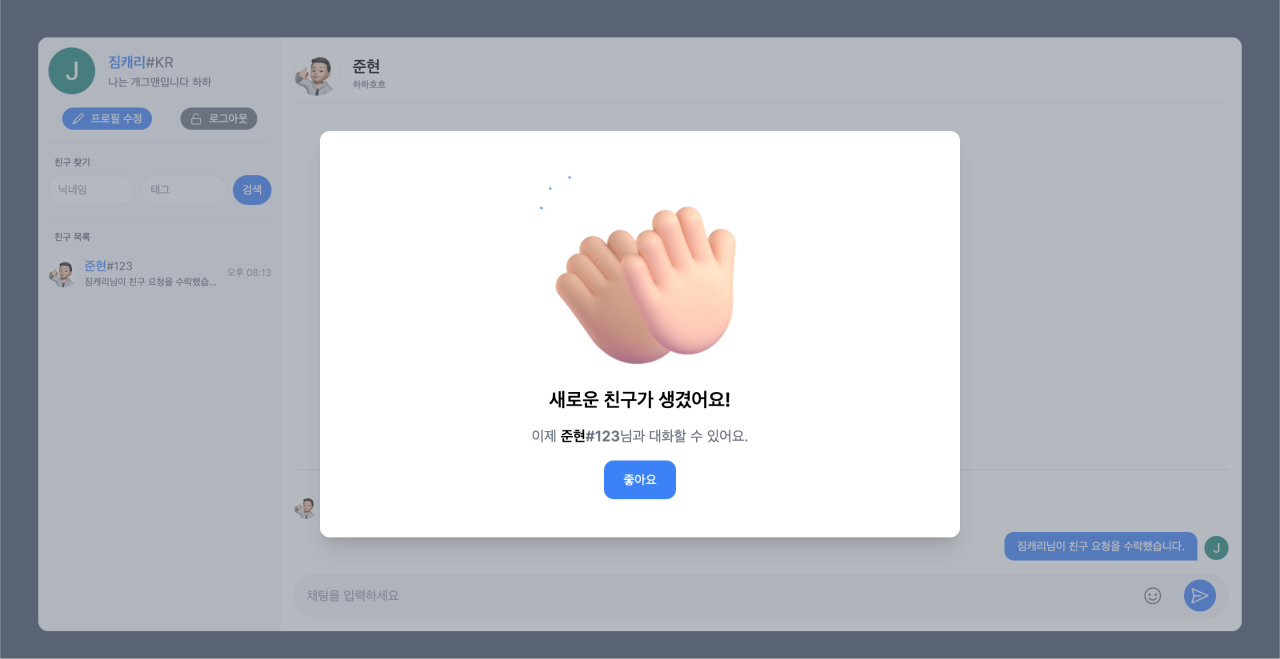 J
짐캐리#KR
나는 개그맨입니다 하하
프로필 수정
로그아웃
친구 찾기
닉네임
태그
검색
친구 목록
준현#123
짐캐리님이 친구 요청을 수락했습...
오후 08:13
준현
하하호호
새로운 친구가 생겼어요!
이제 준현#123님과 대화할 수 있어요.
좋아요
짐캐리님이 친구 요청을 수락했습니다.
J
채팅을 입력하세요